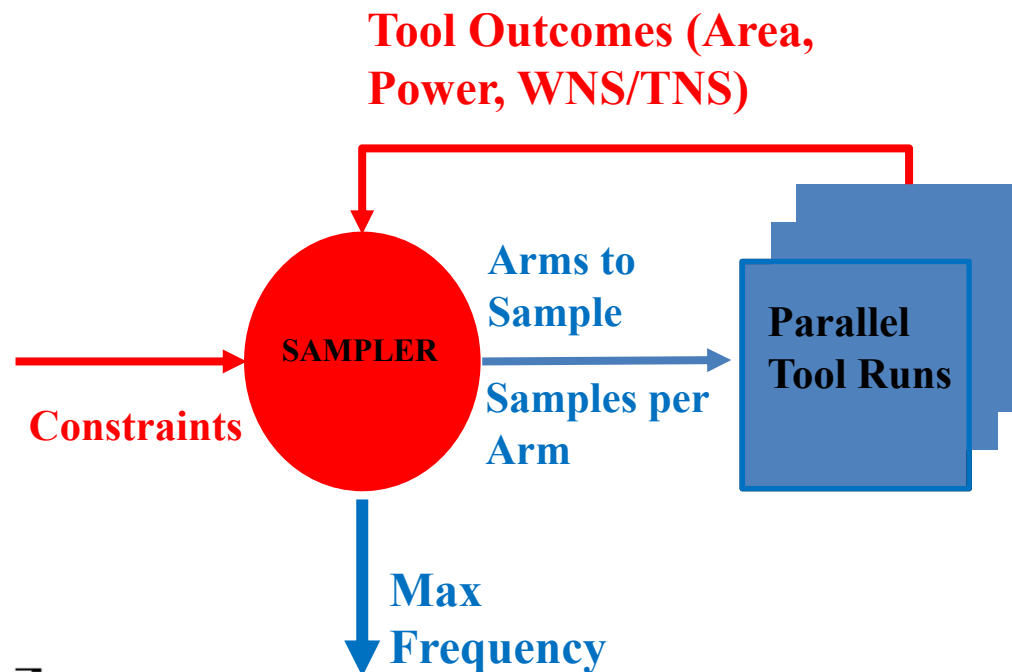 Tool Outcomes (Area,
Power, WNS/TNS)
Arms to
Sample
SAMPLER
Parallel
Tool Runs
Constraints
Samples per
Arm
Max
Frequency